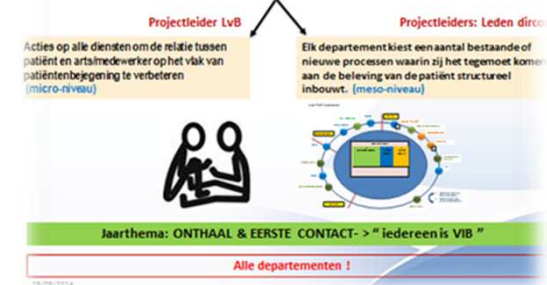 Projectleider LvB
Acties op alle diensten om de relatie tussen
patiënt en arts/medewerker op het vlak van
patiëntenbejegening te verbeteren
(micro-niveau)
Projectleiders: Leden dirco
Elk departement kiest een aantal bestaande of
nieuwe processen waarin zij het tegemoet komen
aan de beleving van de patiënt structureel
inbouwt. (meso-niveau)
Jaarthema: ONTHAAL & EERSTE CONTACT- > “ iedereen is VIB ”
Alle departementen !